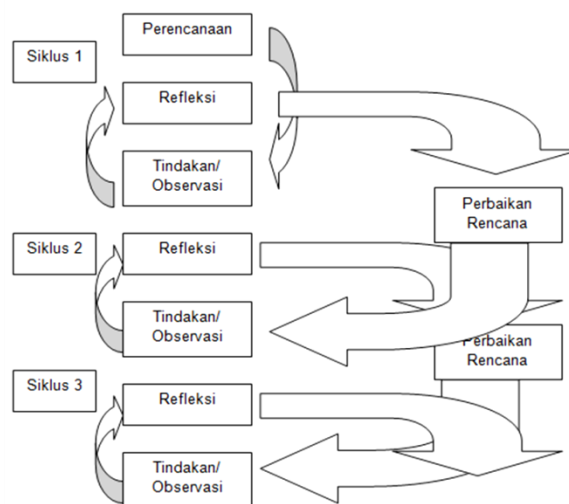 Perencanaan
Siklus 1
Refleksi
Tindakan/
Observasi
Perbaikan
Rencana
Siklus 2
Refleksi
Tindakan/
Observasi
Perbaikan
Rencana
Siklus 3
Refleksi
Tindakan/
Observasi